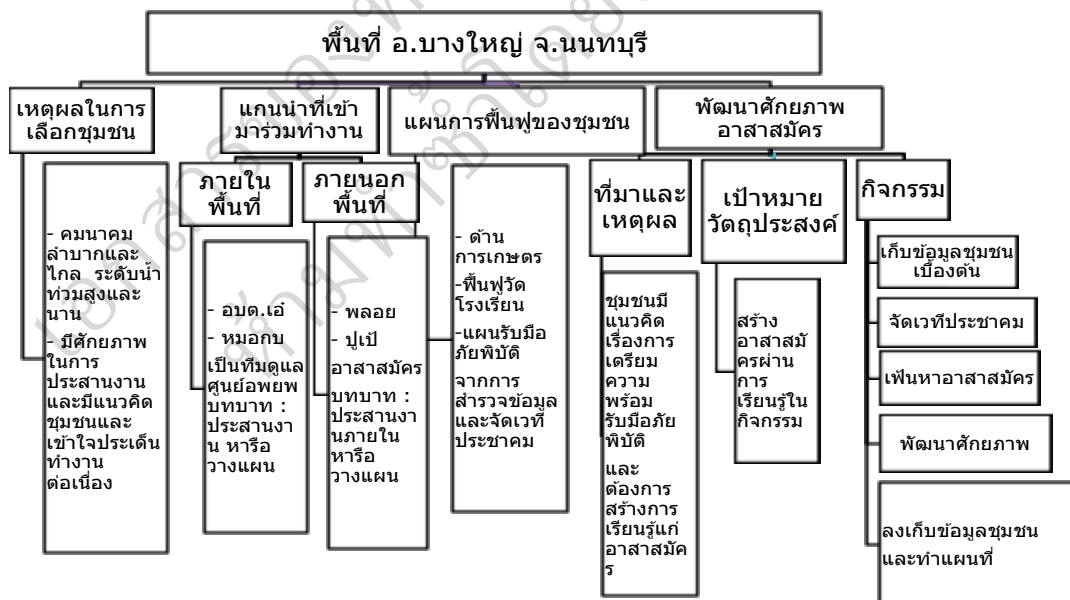 พื้นที่ อ.บางใหญ่ จ.นนทบุรี
เหตุผลในการ
เลือกชุมชน
- คมนาคม
ลำบากและ
ไกล ระดับน้ำ
ท่วมสูงและ
นาน
- มีศักยภาพ
ในการ
ประสานงาน
และมีแนวคิด
ชุมชนและ
เข้าใจประเด็น
ทำงาน
ต่อเนื่อง
แกนนำที่เข้า
มาร่วมทำงาน
ภายใน
พื้นที่
- อบต.เอ๋
- หมอกบ
เป็นทีมดูแล
ศูนย์อพยพ
บทบาท :
ประสานงา
น หารือ
วางแผน
ภายนอก
พื้นที่
- พลอย
- ปูเป้
อาสาสมัคร
บทบาท :
ประสานงา
นภายใน
หารือ
วางแผน
แผนการฟื้นฟูของชุมชน
- ด้าน
การเกษตร
-ฟื้นฟูวัด
โรงเรียน
-แผนรับมือ
ภัยพิบัติ
จากการ
สำรวจข้อมูล
และจัดเวที
ประชาคม
พัฒนาศักยภาพ
อาสาสมัคร
ที่มาและ
เหตุผล
ชุมชนมี
แนวคิด
เรื่องการ
เตรียม
ความ
พร้อม
รับมือภัย
พิบัติ
และ
ต้องการ
สร้างการ
เรียนรู้แก่
อาสาสมัค
ร
เป้าหมาย
วัตถุประสงค์
สร้าง
อาสาสมั
ครผ่าน
การ
เรียนรู้ใน
กิจกรรม
กิจกรรม
เก็บข้อมูลชุมชน
เบื้องต้น
จัดเวทีประชาคม
เฟ้นหาอาสาสมัคร
พัฒนาศักยภาพ
ลงเก็บข้อมูลชุมชน
และทำแผนที่